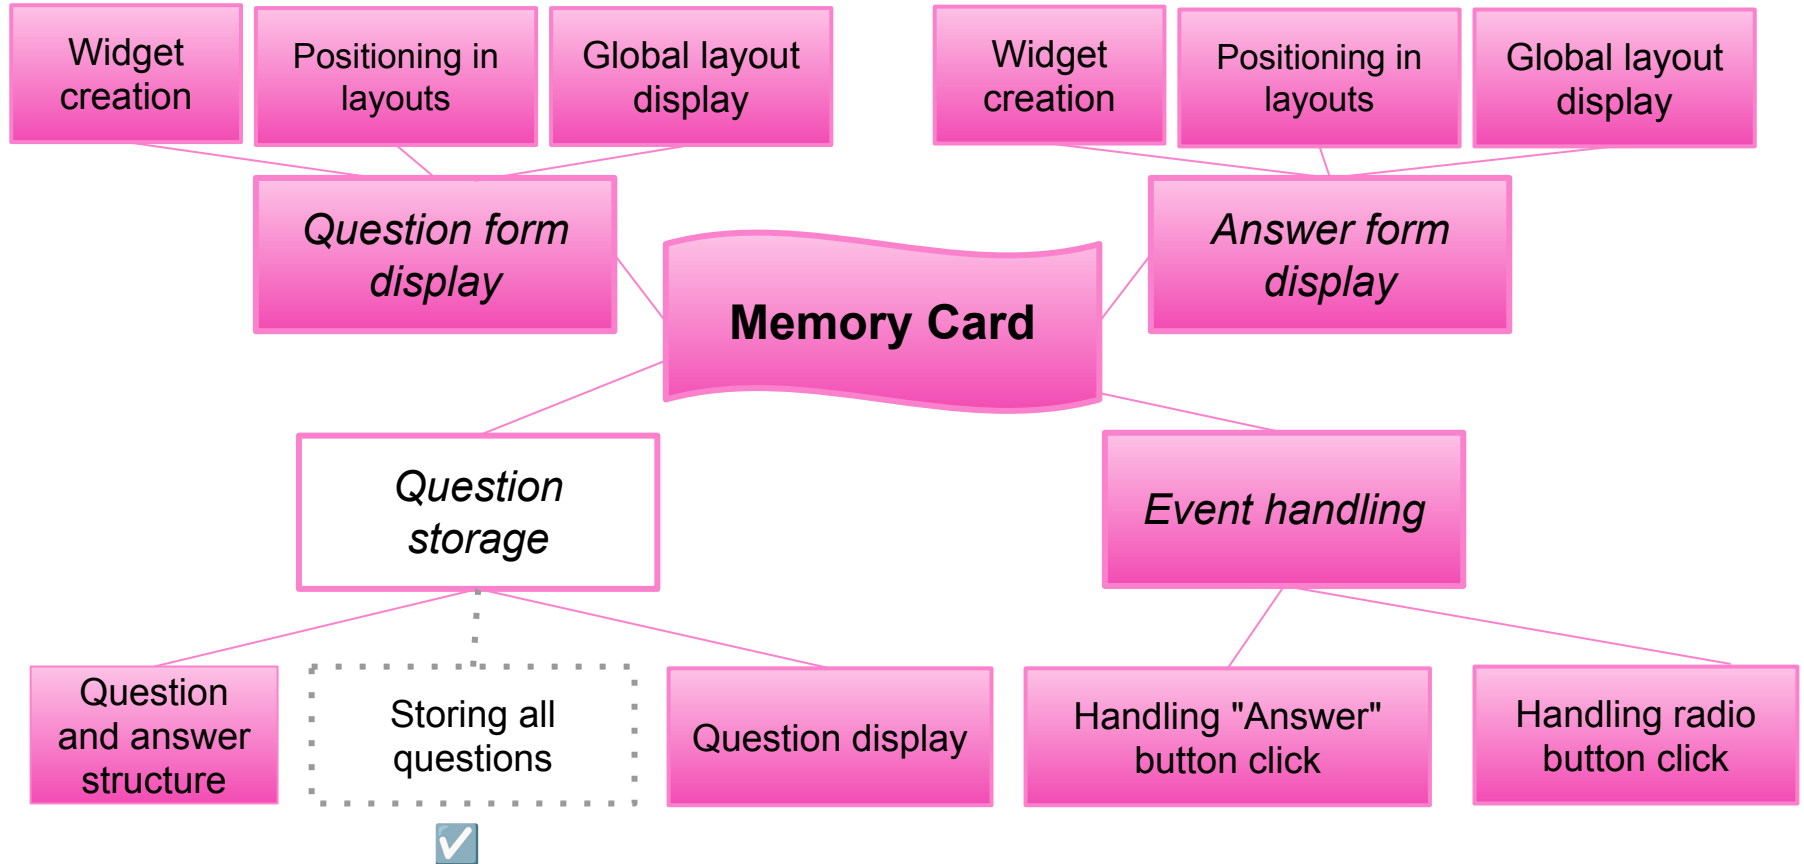 Widget
creation
Positioning in
layouts
Global layout
display
Widget
creation
Positioning in
layouts
Global layout
display
Question form
display
Answer form
display
Memory Card
Question
storage
Event handling
Question
and answer
structure
Storing all
questions
Question display
Handling "Answer"
button click
Handling radio
button click